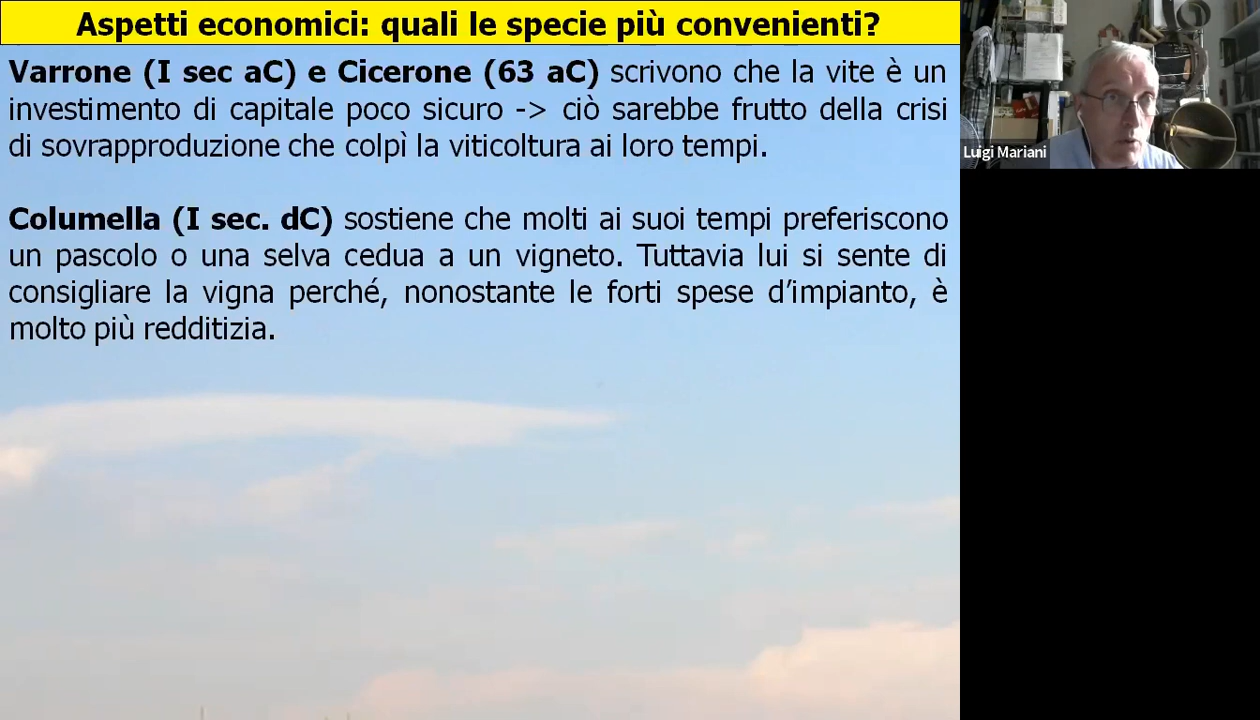 Aspetti economici: quali le specie più convenienti?
Varrone (I sec aC) e Cicerone (63 aC) scrivono che la vite è un
investimento di capitale poco sicuro -> ciò sarebbe frutto della crisi
di sovrapproduzione che colpì la viticoltura ai loro tempi.
Columella (I sec. dC) sostiene che molti ai suoi tempi preferiscono
un pascolo o una selva cedua a un vigneto. Tuttavia lui si sente di
consigliare la vigna perché, nonostante le forti spese d’impianto, è
molto più redditizia.
Luigi Mariani